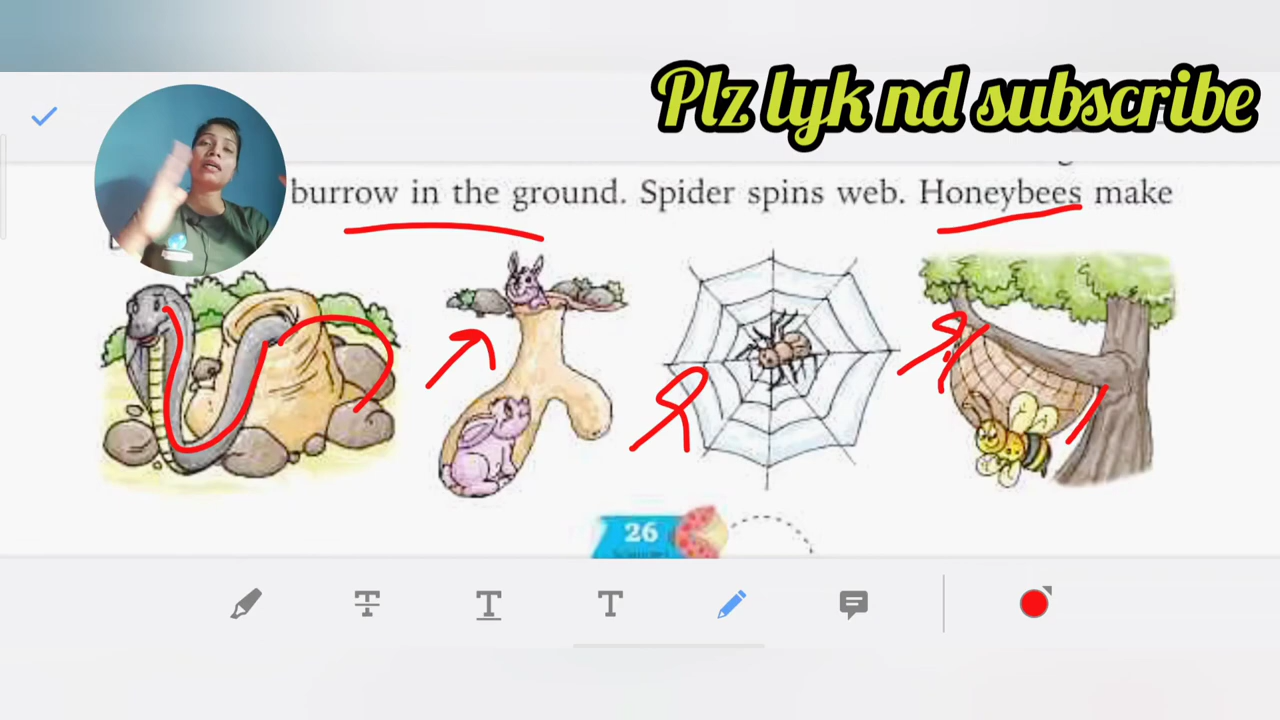 Plz lyk nd subscribe
burrow in the ground. Spider spins web. Honeybees make
26